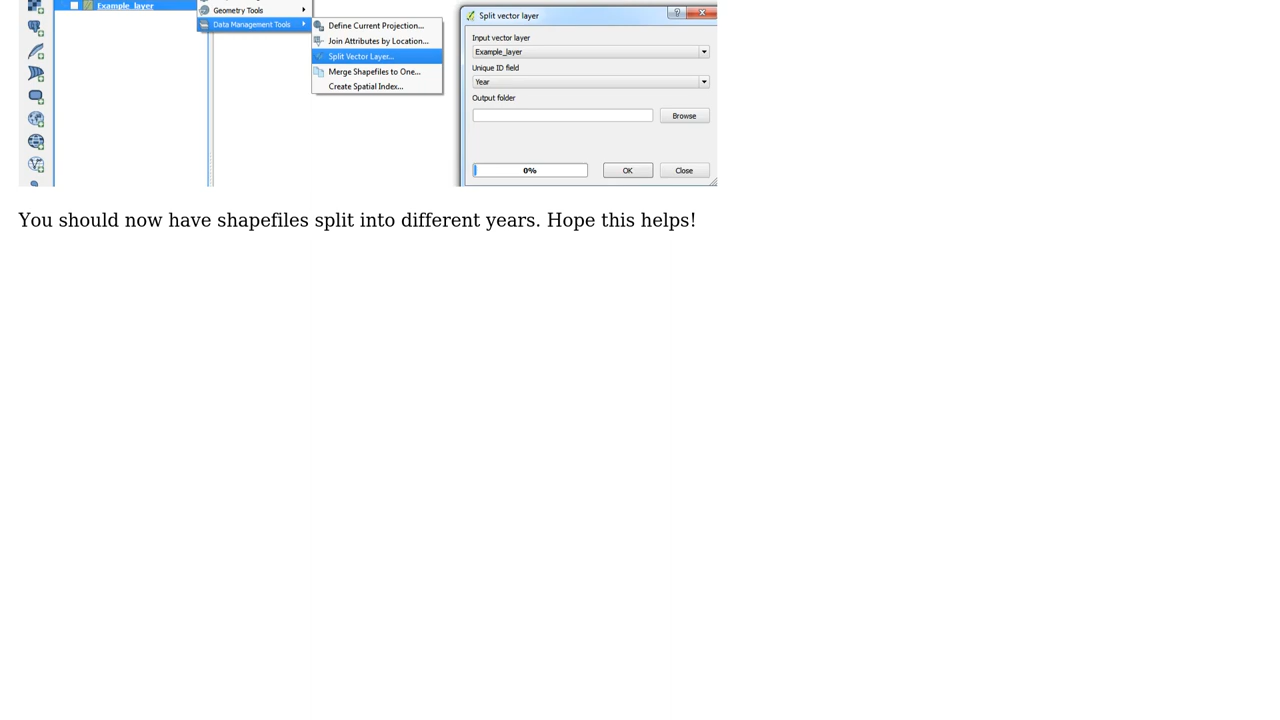 Example_layer
Geometry Tools
Data Management Tools
Define Current Projection...
Join Attributes by Location...
Split Vector Layer...
Merge Shapefiles to One...
Create Spatial Index...
Split vector layer
Input vector layer
Example_layer
Unique ID field
Year
Output folder
Browse
0%
OK
Close
You should now have shapefiles split into different years. Hope this helps!